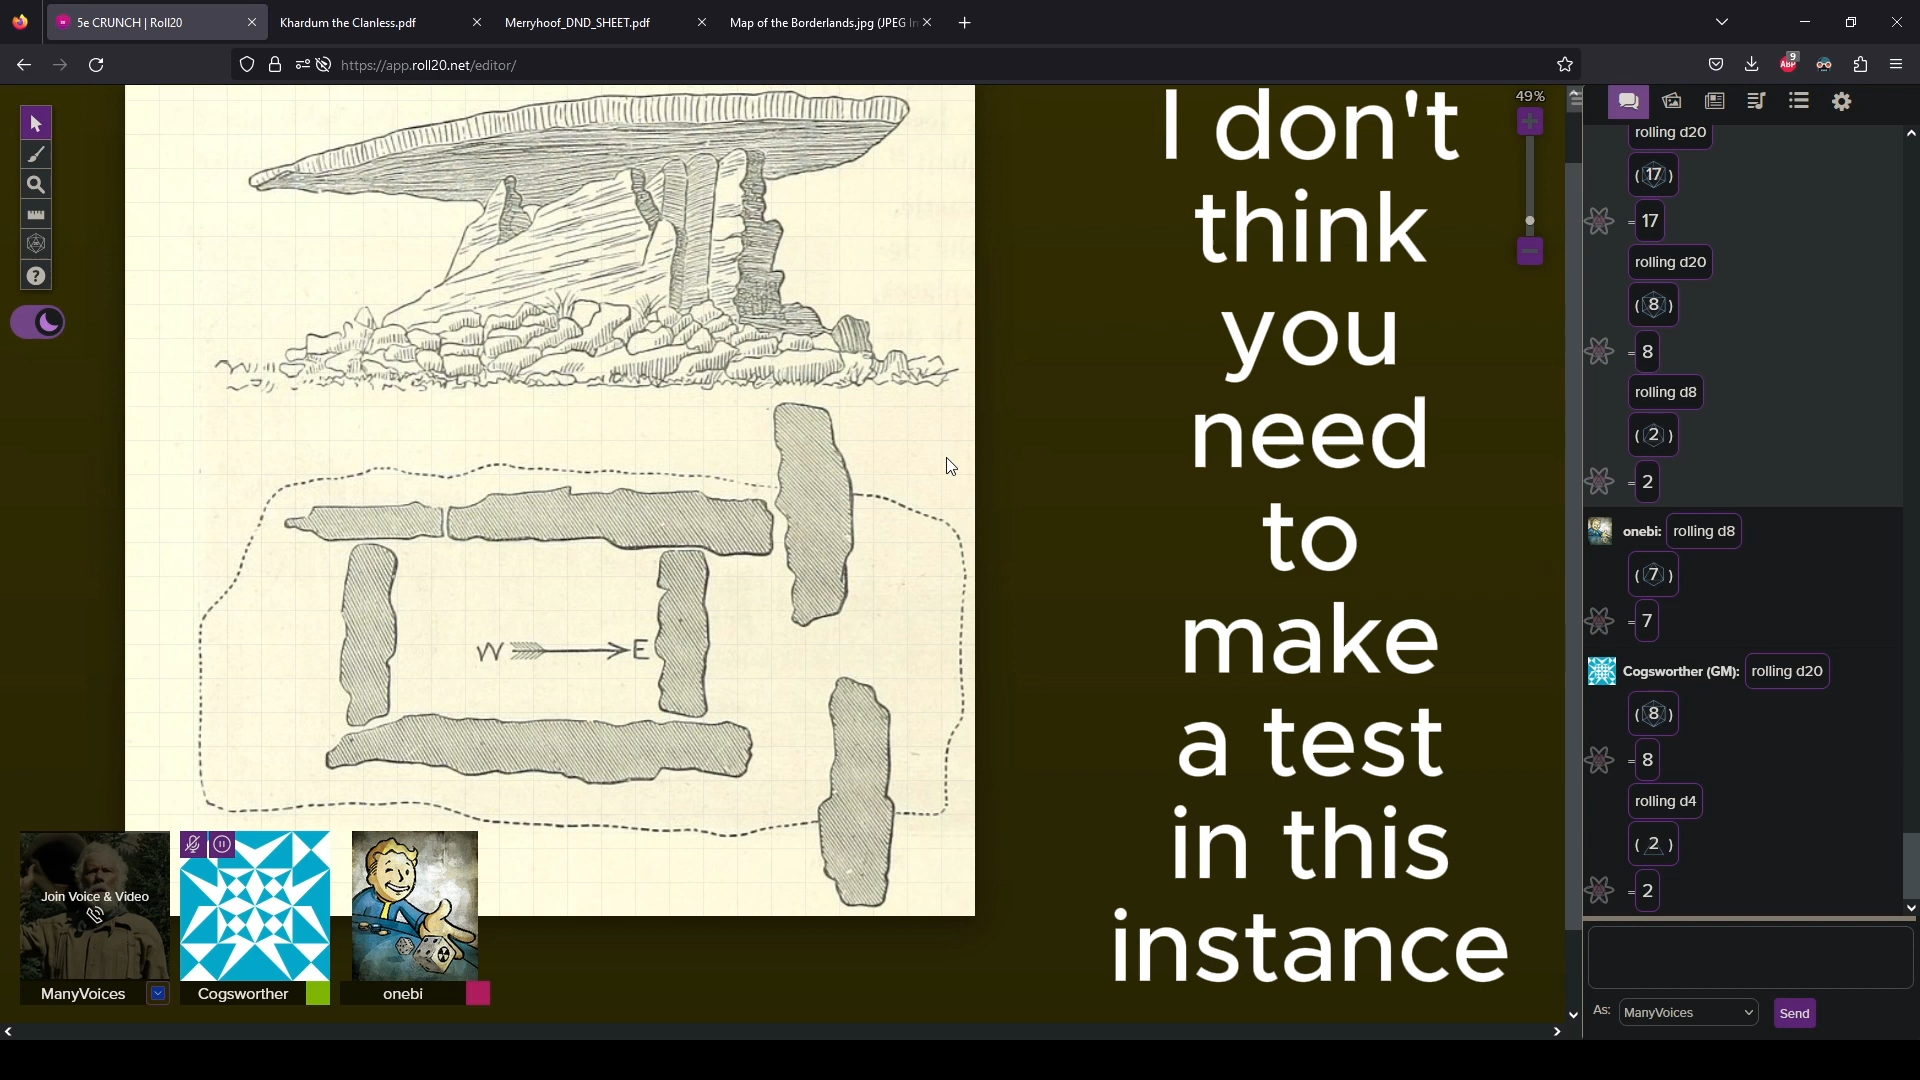 5e CRUNCH | Roll20
Khardum the Clanless.pdf
Merryhoof_DND_SHEET.pdf
Map of the Borderlands.jpg (JPEG
https://app.roll20.net/editor/
9
ABP
49%
I don't
think
you
need
to
make
a test
in this
instance
W E
Join Voice & Video
ManyVoices
Cogsworther
onebi
rolling d20
(17)
=17
rolling d20
(8)
=8
rolling d8
(2)
=2
onebi: rolling d8
(7)
=7
Cogsworther (GM): rolling d20
(8)
=8
rolling d4
(2)
=2
As: ManyVoices Send